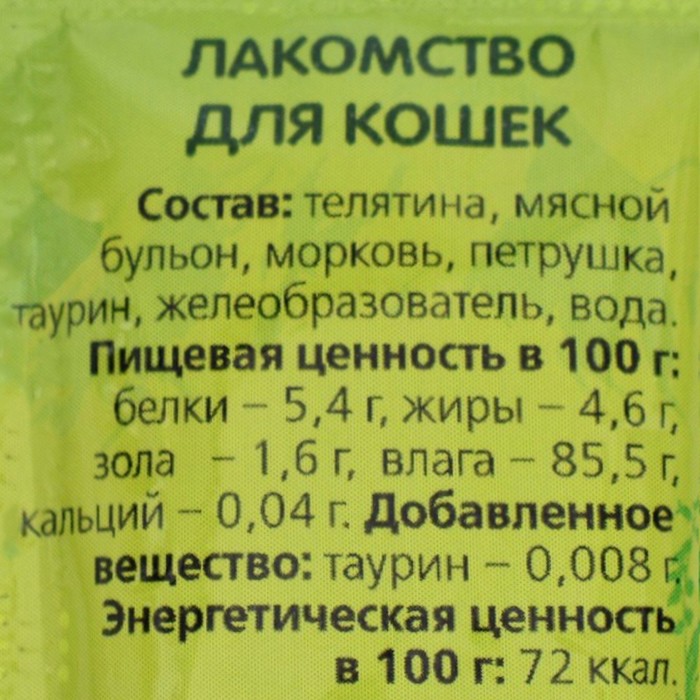 ЛАКОМСТВО
ДЛЯ КОШЕК
Состав: телятина, мясной
бульон, морковь, петрушка,
таурин, желеобразователь, вода.
Пищевая ценность в 100 г:
белки – 5,4 г, жиры – 4,6 г,
зола – 1,6 г, влага – 85,5 г,
кальций – 0,04 г. Добавленное
вещество: таурин – 0,008 г.
Энергетическая ценность
в 100 г: 72 ккал.